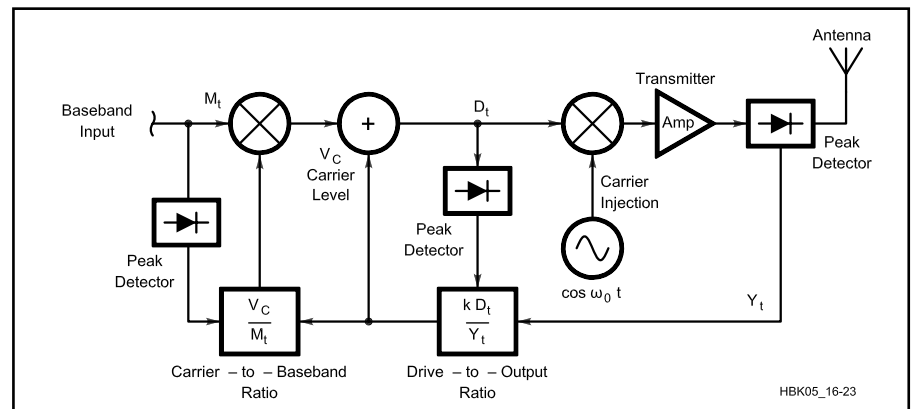 Antenna
Transmitter
Baseband
Input
M_t
+
D_t
Amp
V_C
Carrier
Level
Carrier
Injection
Peak
Detector
Peak
Detector
Peak
Detector
cos ω_0 t
Y_t
V_C
M_t
k D_t
Y_t
Carrier – to – Baseband
Ratio
Drive – to – Output
Ratio
HBK05_16-23